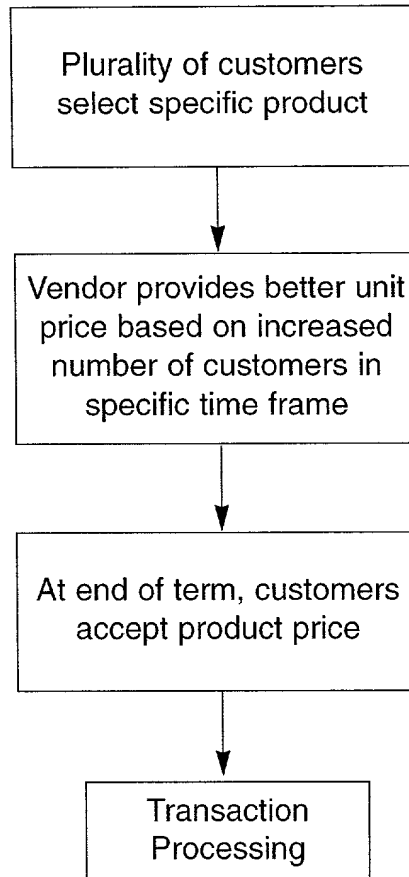 Plurality of customers
select specific product
Vendor provides better unit
price based on increased
number of customers in
specific time frame
At end of term, customers
accept product price
Transaction
Processing